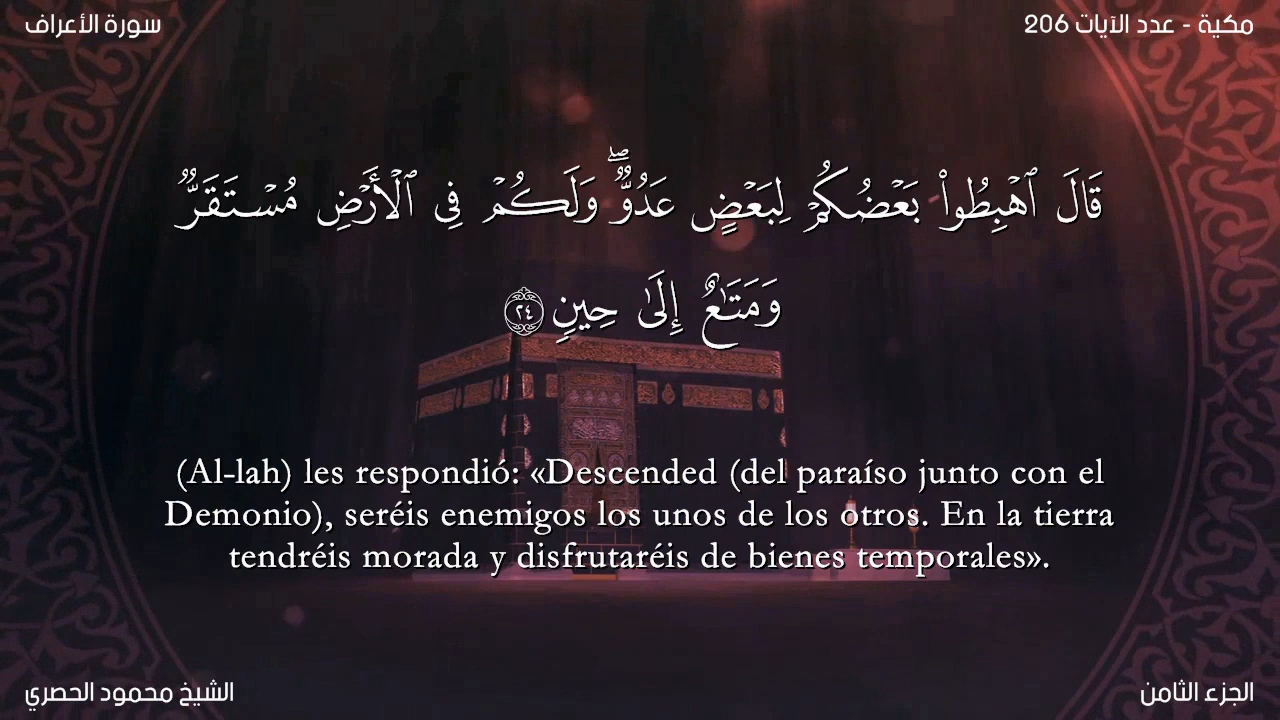 سورة الأعراف
مكية - عدد الآيات 206
قَالَ ٱهْبِطُوا۟ بَعْضُكُمْ لِبَعْضٍ عَدُوٌّ ۖ وَلَكُمْ فِى ٱلْأَرْضِ مُسْتَقَرٌّ
وَمَتَـٰعٌ إِلَىٰ حِينٍ ٢٤
(Al-lah) les respondió: «Descended (del paraíso junto con el
Demonio), seréis enemigos los unos de los otros. En la tierra
tendréis morada y disfrutaréis de bienes temporales».
الشيخ محمود الحصري
الجزء الثامن